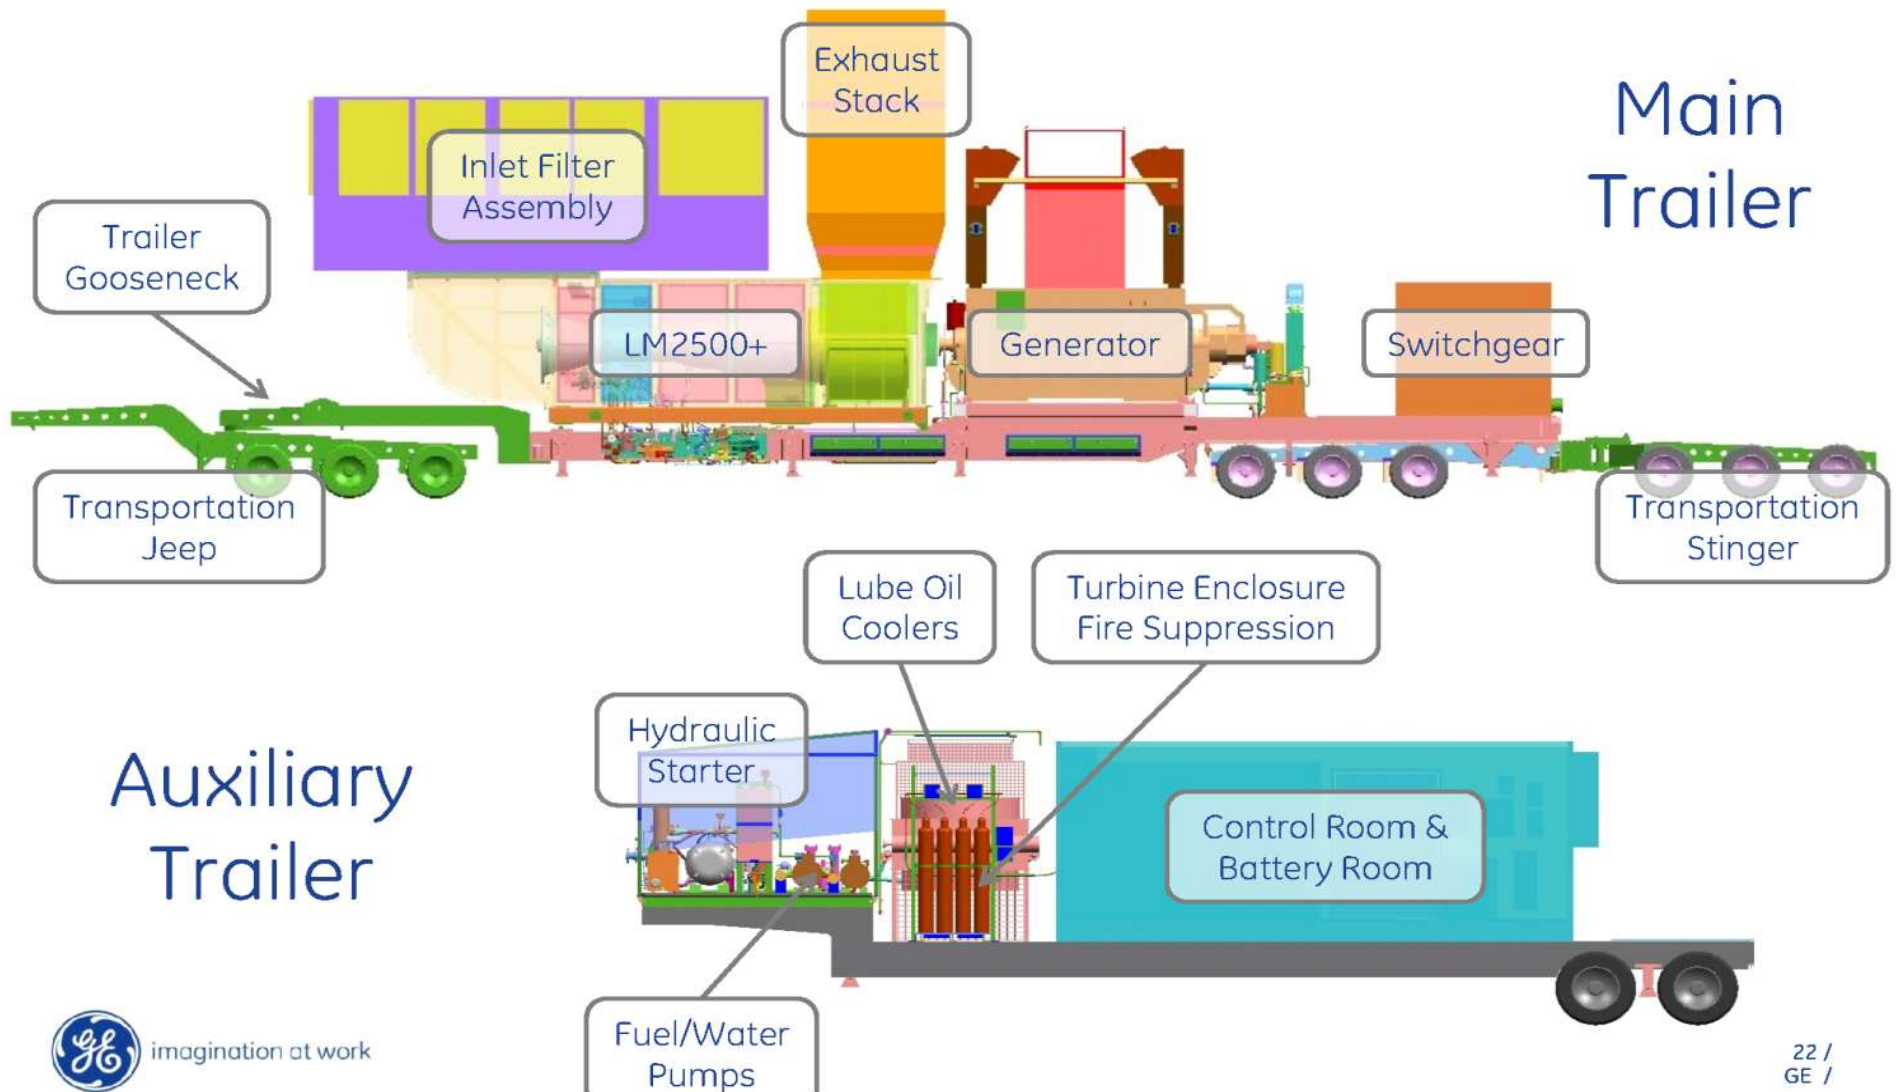 Exhaust
Stack
Main
Trailer
Inlet Filter
Assembly
Trailer
Gooseneck
LM2500+
Generator
Switchgear
Transportation
Jeep
Transportation
Stinger
Lube Oil
Coolers
Turbine Enclosure
Fire Suppression
Hydraulic
Starter
Auxiliary
Trailer
Control Room &
Battery Room
Fuel/Water
Pumps
GE
imagination at work
22 /
GE /